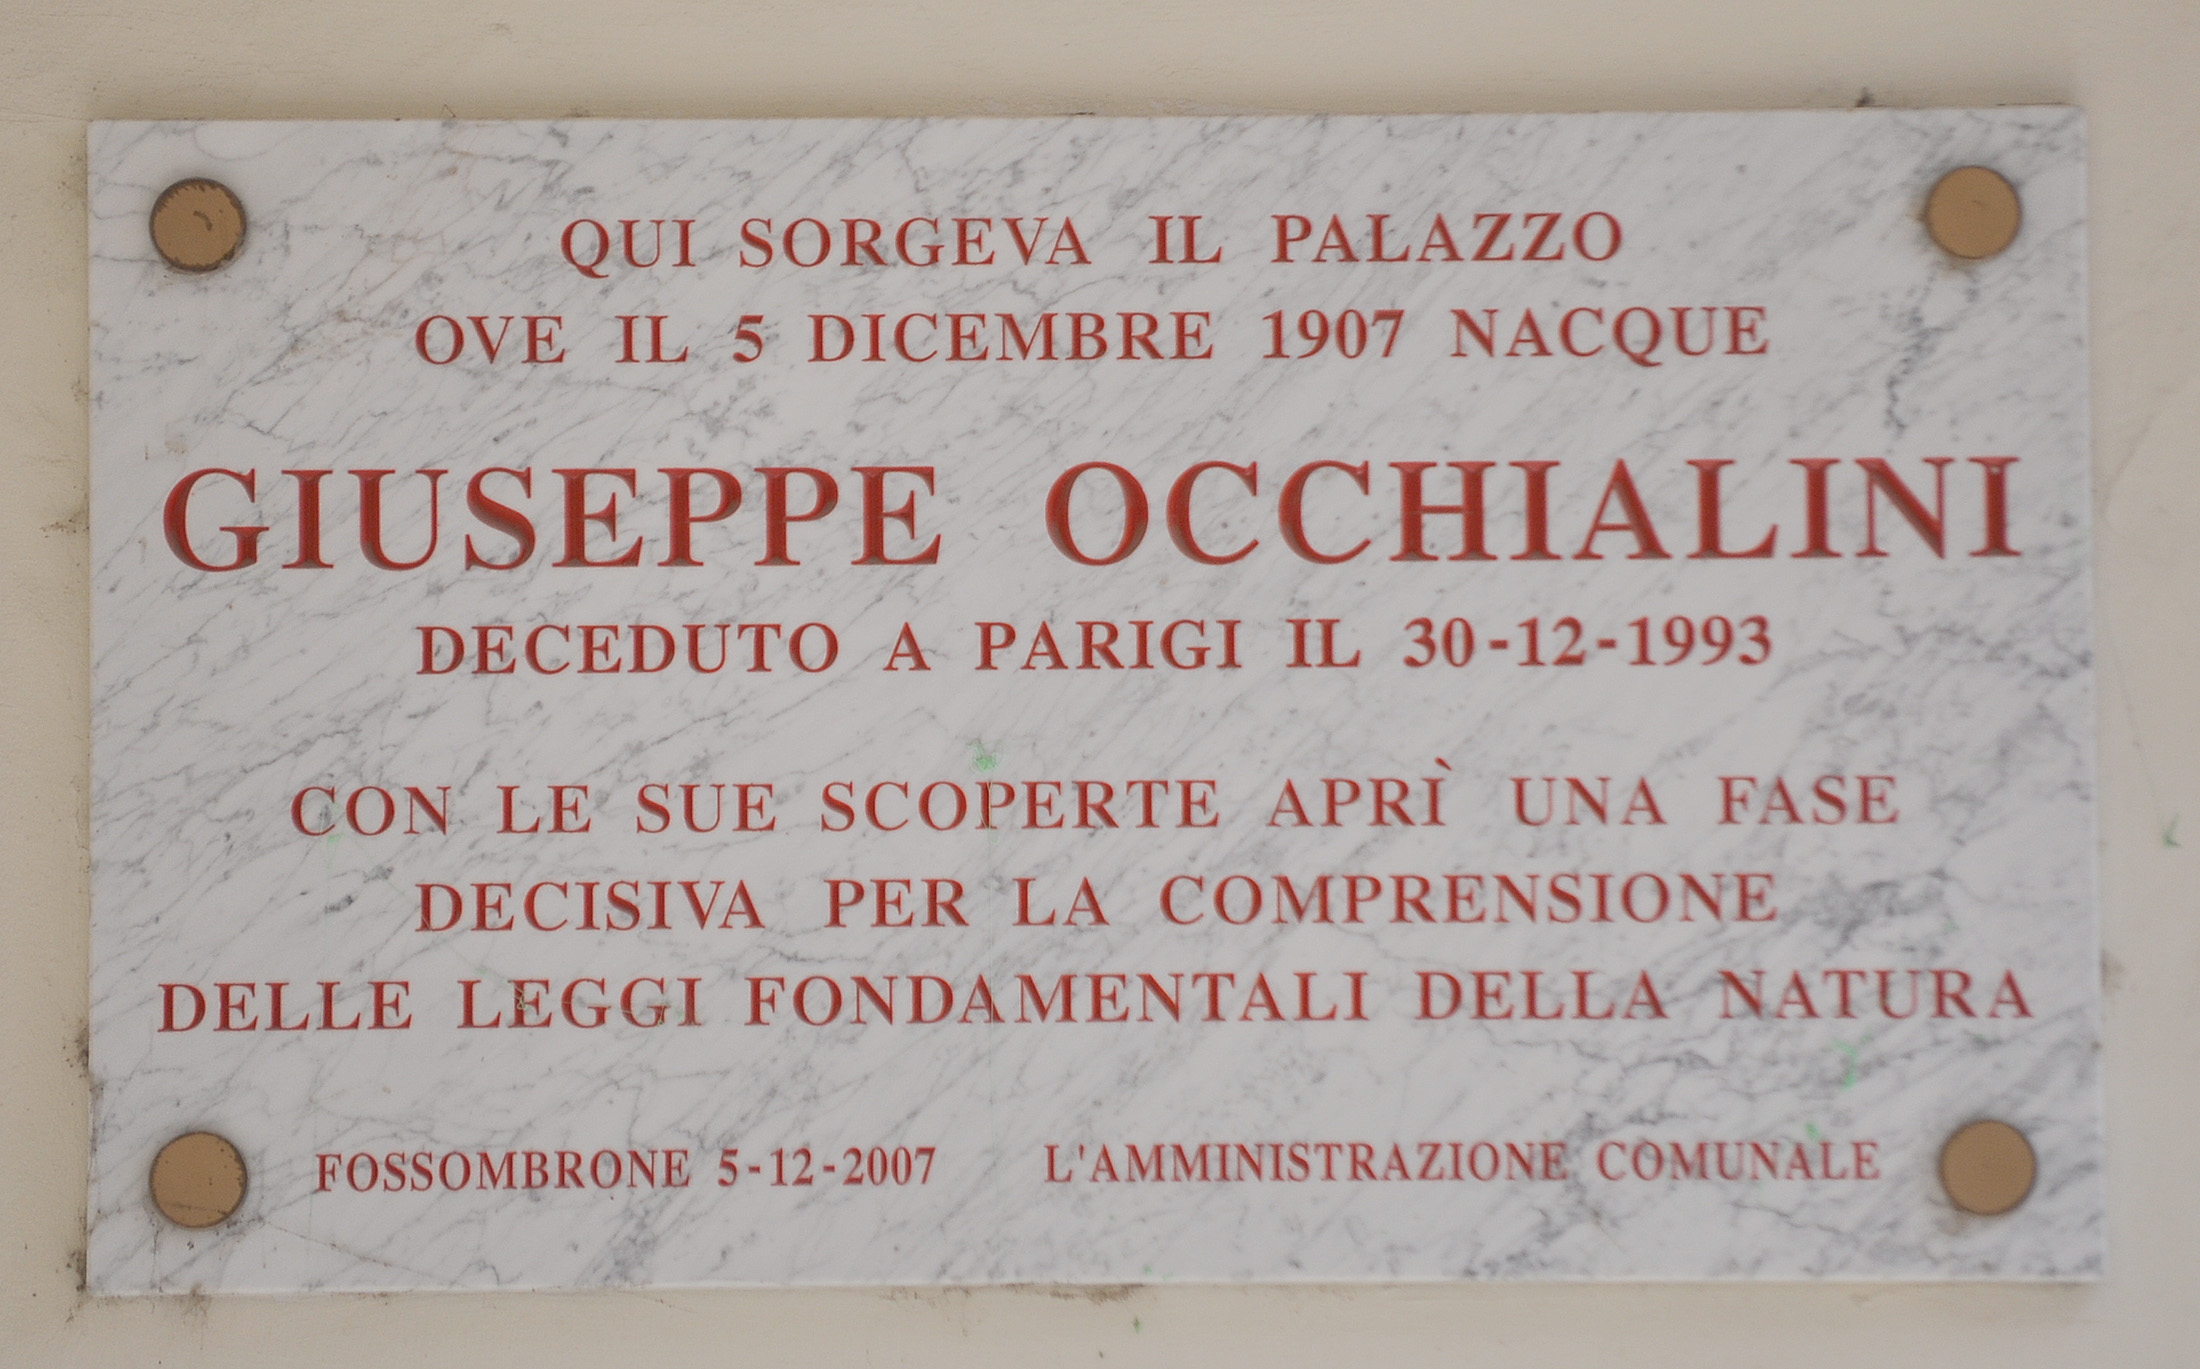 QUI SORGEVA IL PALAZZO
OVE IL 5 DICEMBRE 1907 NACQUE
GIUSEPPE OCCHIALINI
DECEDUTO A PARIGI IL 30-12-1993
CON LE SUE SCOPERTE APRÌ UNA FASE
DECISIVA PER LA COMPRENSIONE
DELLE LEGGI FONDAMENTALI DELLA NATURA
FOSSOMBRONE 5-12-2007 L'AMMINISTRAZIONE COMUNALE